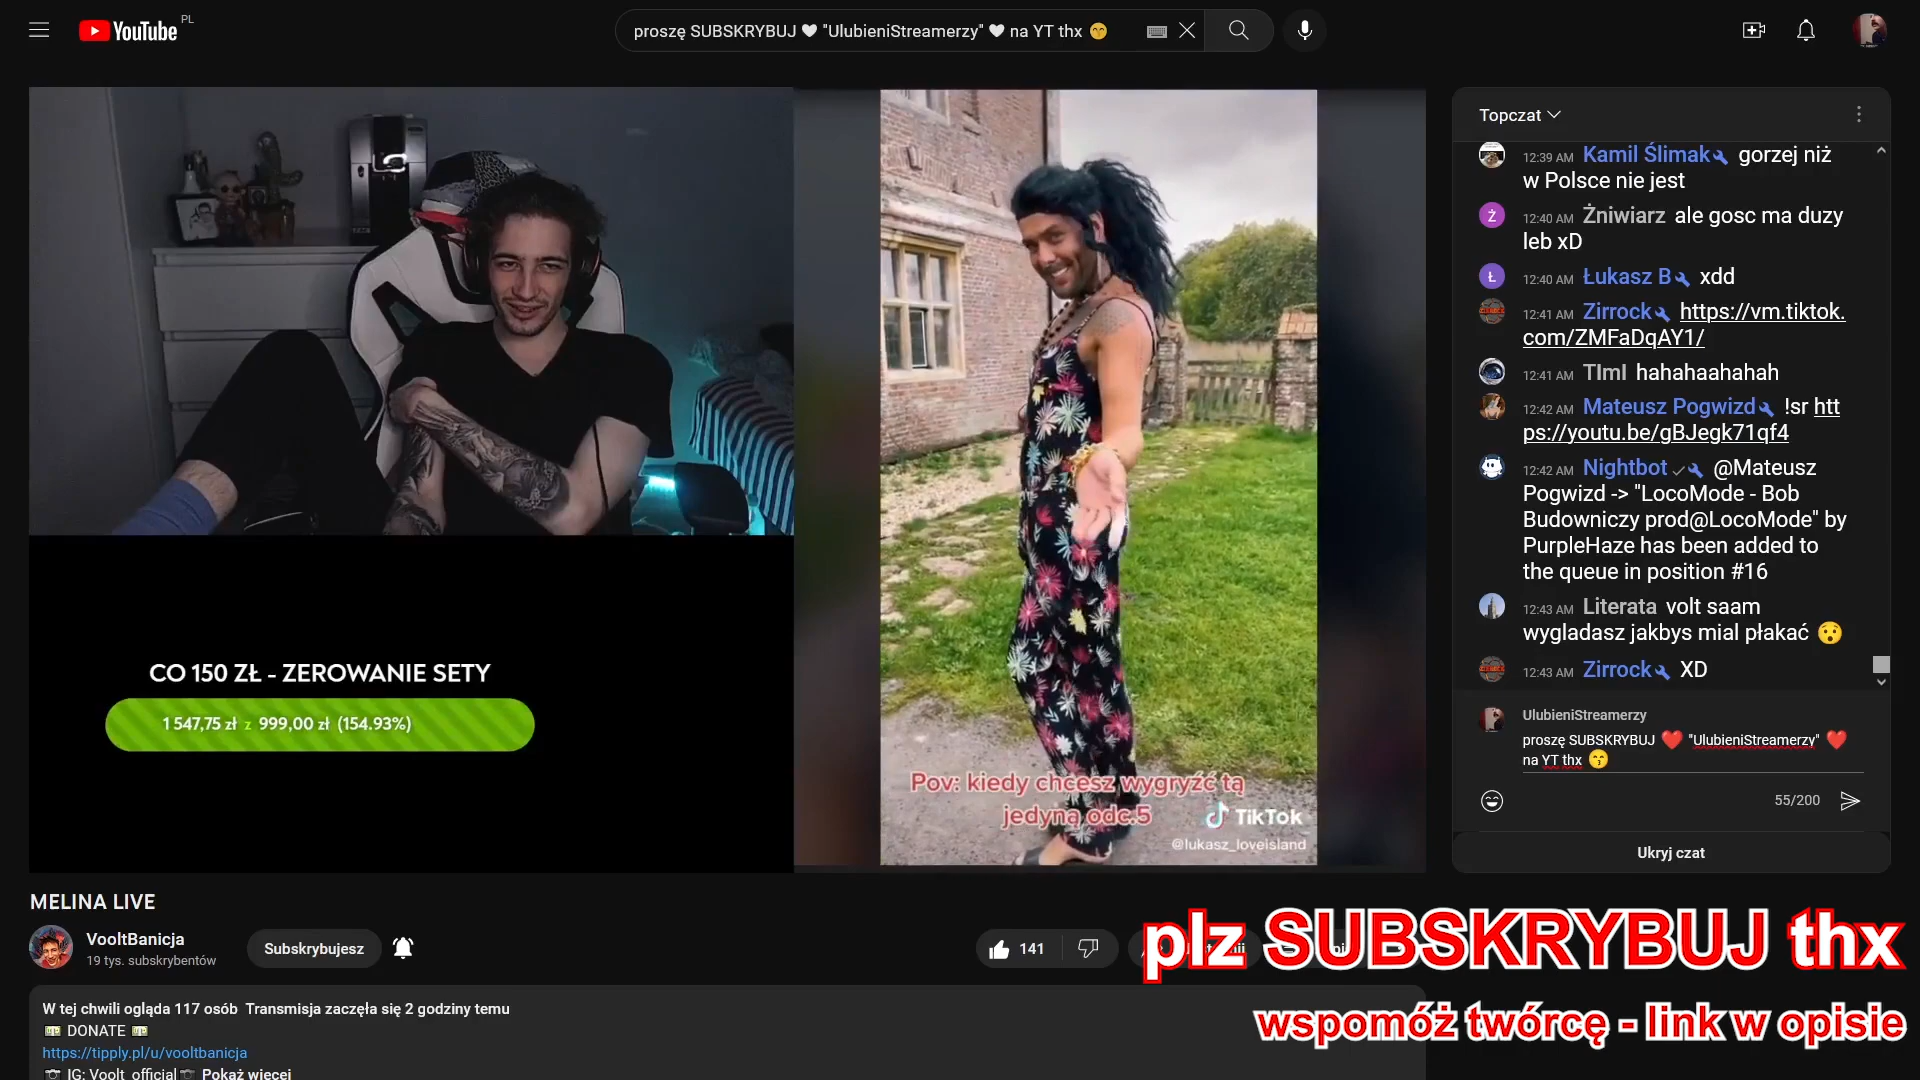 YouTube PL
proszę SUBSKRYBUJ 🤍 "UlubieniStreamerzy" 🤍 na YT thx 😙
Topczat
12:39 AM Kamil Ślimak gorzej niż
w Polsce nie jest
12:40 AM Żniwiarz ale gosc ma duzy
leb xD
12:40 AM Łukasz B xdd
12:41 AM Zirrock https://vm.tiktok.
com/ZMFaDqAY1/
12:41 AM TImI hahahaahahah
12:42 AM Mateusz Pogwizd !sr htt
ps://youtu.be/gBJegk71qf4
12:42 AM Nightbot @Mateusz
Pogwizd -> "LocoMode - Bob
Budowniczy prod@LocoMode" by
PurpleHaze has been added to
the queue in position #16
12:43 AM Literata volt saam
wygladasz jakbys mial płakać 😯
12:43 AM Zirrock XD
UlubieniStreamerzy
proszę SUBSKRYBUJ ❤️ "UlubieniStreamerzy" ❤️
na YT thx 😙
55/200
Ukryj czat
CO 150 ZŁ - ZEROWANIE SETY
1 547,75 zł z 999,00 zł (154.93%)
Pov: kiedy chcesz wygryźć tą
jedyną odc.5
TikTok
@lukasz_loveisland
MELINA LIVE
VooltBanicja
19 tys. subskrybentów
Subskrybujesz
141
plz SUBSKRYBUJ thx
wspomóż twórcę - link w opisie
W tej chwili ogląda 117 osób Transmisja zaczęła się 2 godziny temu
DONATE
https://tipply.pl/u/vooltbanicja
IG: Voolt_official Pokaż więcej